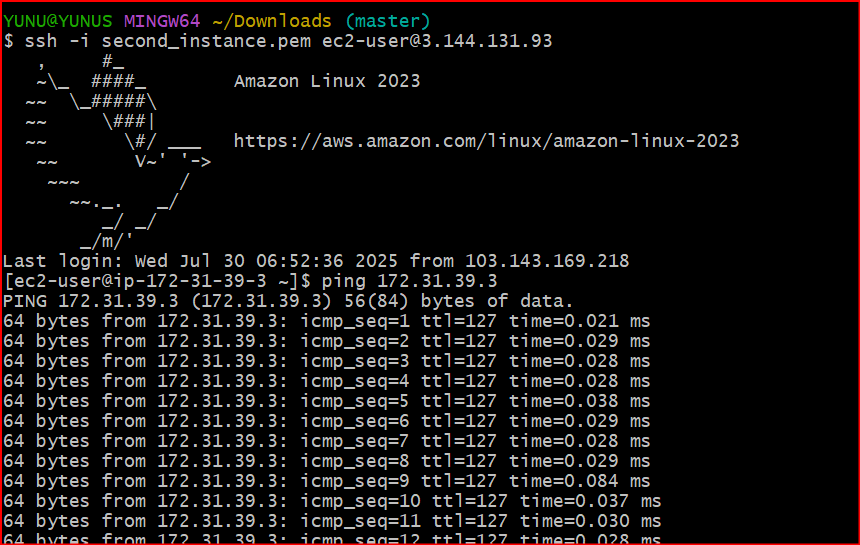 YUNU@YUNUS MINGW64 ~/Downloads (master)
$ ssh -i second_instance.pem ec2-user@3.144.131.93
   ,     #_
   ~\_  ####_        Amazon Linux 2023
  ~~  \_#####\
  ~~     \###|
  ~~       \#/ ___   https://aws.amazon.com/linux/amazon-linux-2023
   ~~       V~' '->
    ~~~         /
      ~~._.   _/
         _/ _/
       _/m/'
Last login: Wed Jul 30 06:52:36 2025 from 103.143.169.218
[ec2-user@ip-172-31-39-3 ~]$ ping 172.31.39.3
PING 172.31.39.3 (172.31.39.3) 56(84) bytes of data.
64 bytes from 172.31.39.3: icmp_seq=1 ttl=127 time=0.021 ms
64 bytes from 172.31.39.3: icmp_seq=2 ttl=127 time=0.029 ms
64 bytes from 172.31.39.3: icmp_seq=3 ttl=127 time=0.028 ms
64 bytes from 172.31.39.3: icmp_seq=4 ttl=127 time=0.028 ms
64 bytes from 172.31.39.3: icmp_seq=5 ttl=127 time=0.038 ms
64 bytes from 172.31.39.3: icmp_seq=6 ttl=127 time=0.029 ms
64 bytes from 172.31.39.3: icmp_seq=7 ttl=127 time=0.028 ms
64 bytes from 172.31.39.3: icmp_seq=8 ttl=127 time=0.029 ms
64 bytes from 172.31.39.3: icmp_seq=9 ttl=127 time=0.084 ms
64 bytes from 172.31.39.3: icmp_seq=10 ttl=127 time=0.037 ms
64 bytes from 172.31.39.3: icmp_seq=11 ttl=127 time=0.030 ms
64 bytes from 172.31.39.3: icmp_seq=12 ttl=127 time=0.028 ms